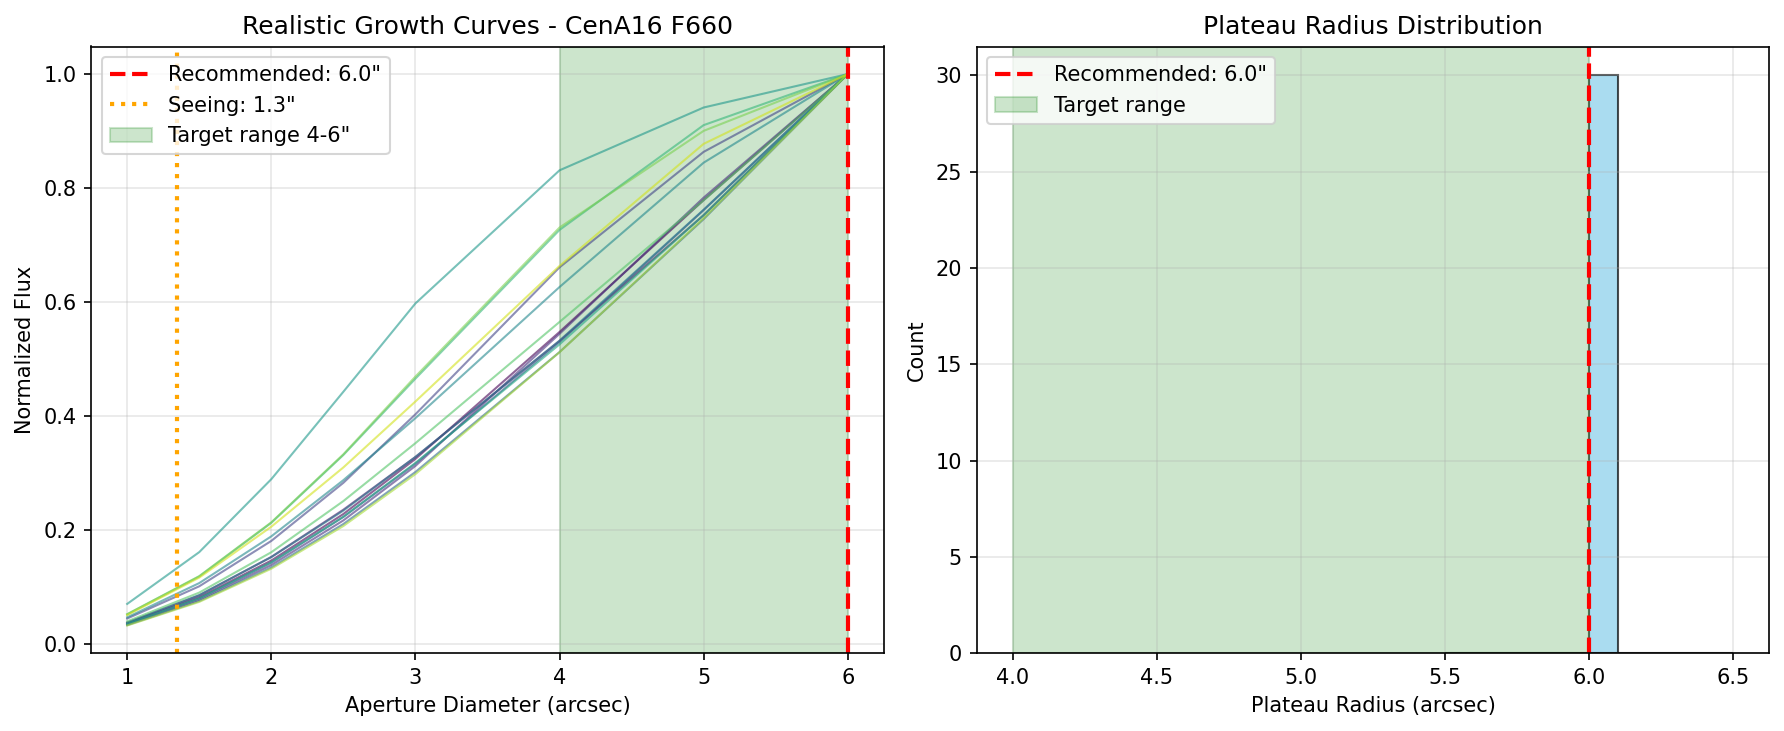 Realistic Growth Curves - CenA16 F660
Recommended: 6.0"
Seeing: 1.3"
Target range 4-6"
1.0
0.8
0.6
0.4
0.2
0.0
Normalized Flux
1 2 3 4 5 6
Aperture Diameter (arcsec)
Plateau Radius Distribution
Recommended: 6.0"
Target range
30
25
20
15
10
5
0
Count
4.0 4.5 5.0 5.5 6.0 6.5
Plateau Radius (arcsec)